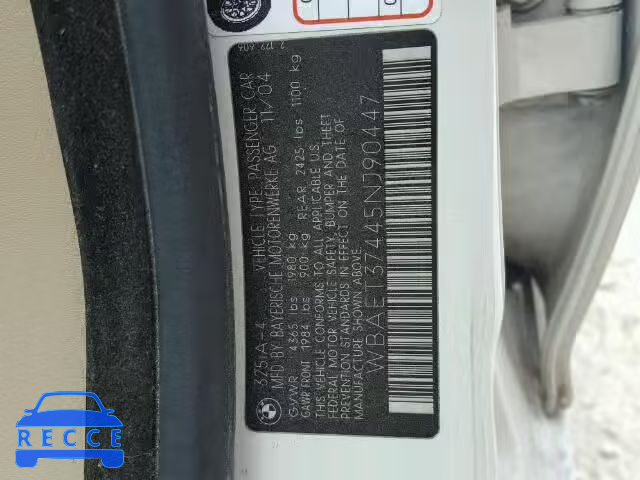 325IA-4
VEHICLE TYPE: PASSENGER CAR
MFD BY BAYERISCHE MOTORENWERKE AG 11/04
GVWR 4365 lbs 1980 kg
GAWR FRONT 1984 lbs 900 kg REAR 2425 lbs 1100 kg
THIS VEHICLE CONFORMS TO ALL APPLICABLE U.S.
FEDERAL MOTOR VEHICLE SAFETY, BUMPER AND THEFT
PREVENTION STANDARDS IN EFFECT ON THE DATE OF
MANUFACTURE SHOWN ABOVE.
WBAET37445NJ90447
RECCE